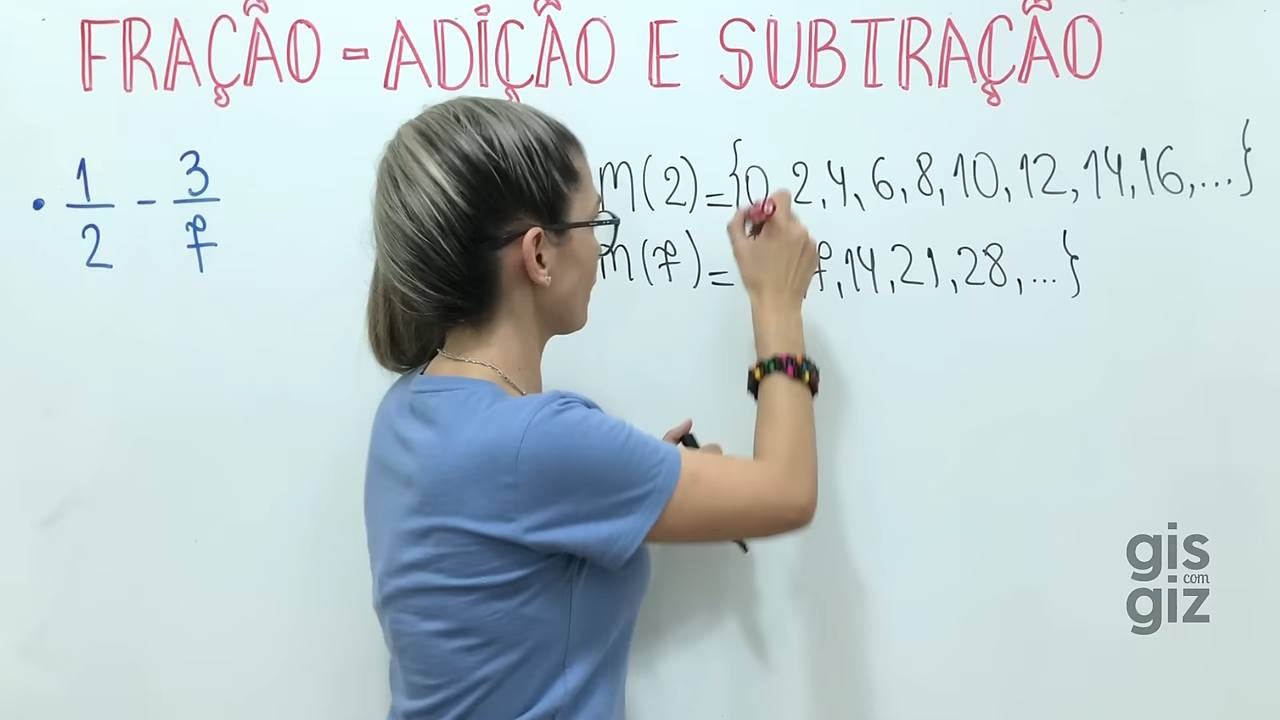 FRAÇÃO - ADIÇÃO E SUBTRAÇÃO
• 1/2 - 3/7
M(2)={0,2,4,6,8,10,12,14,16,...}
M(7)= 7,14,21,28,...}
gis
com
giz